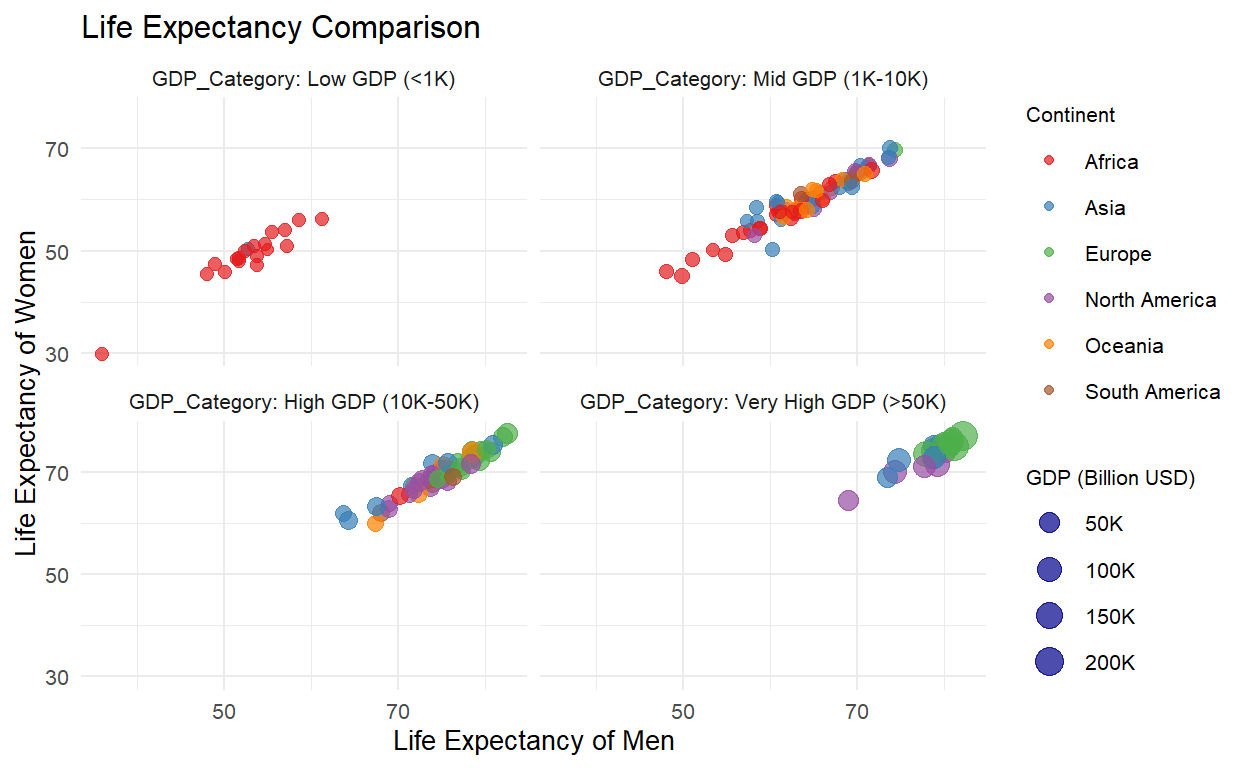 Life Expectancy Comparison
GDP_Category: Low GDP (<1K)
GDP_Category: Mid GDP (1K-10K)
70
50
30
GDP_Category: High GDP (10K-50K)
GDP_Category: Very High GDP (>50K)
70
50
30
50
70
50
70
Life Expectancy of Women
Life Expectancy of Men
Continent
Africa
Asia
Europe
North America
Oceania
South America
GDP (Billion USD)
50K
100K
150K
200K